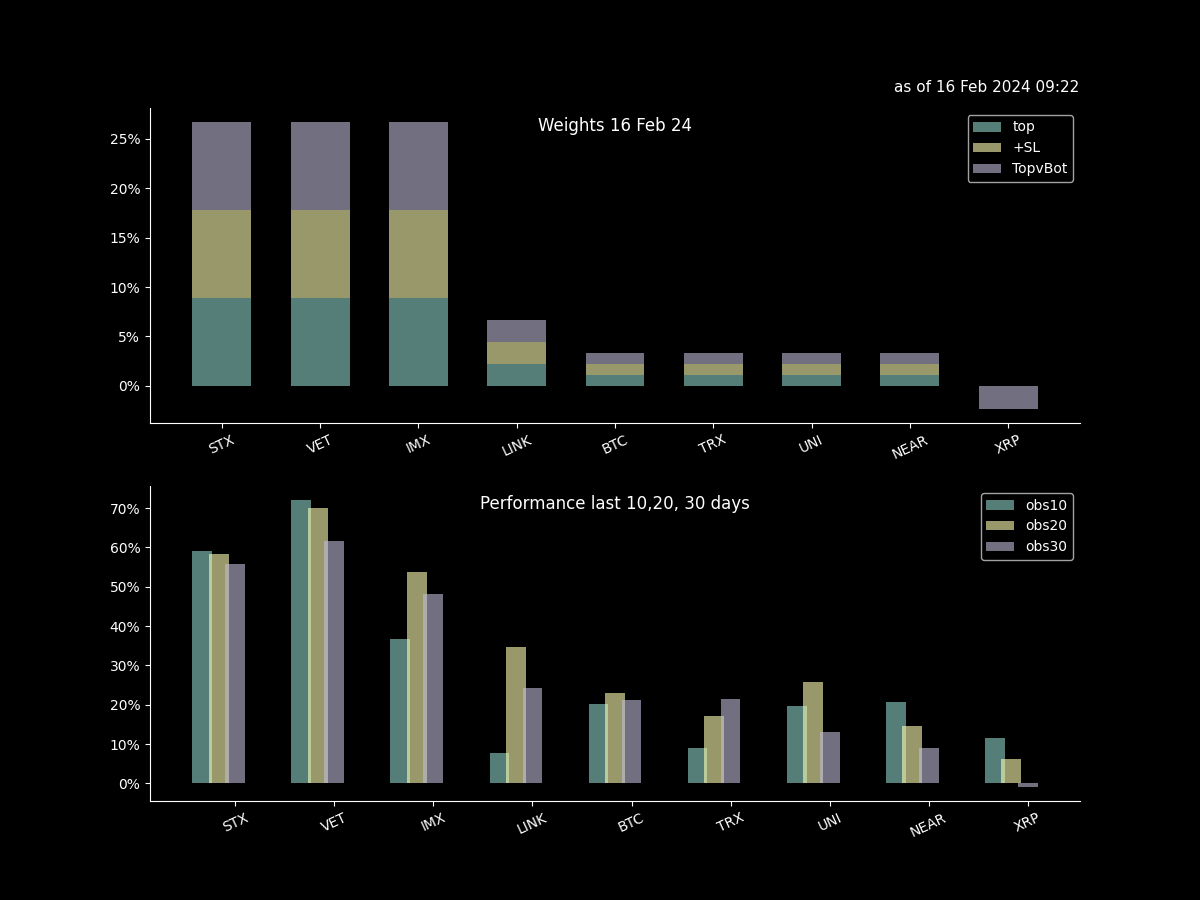 as of 16 Feb 2024 09:22
Weights 16 Feb 24
top
+SL
TopvBot
25%
20%
15%
10%
5%
0%
STX VET IMX LINK BTC TRX UNI NEAR XRP
Performance last 10,20, 30 days
obs10
obs20
obs30
70%
60%
50%
40%
30%
20%
10%
0%
STX VET IMX LINK BTC TRX UNI NEAR XRP